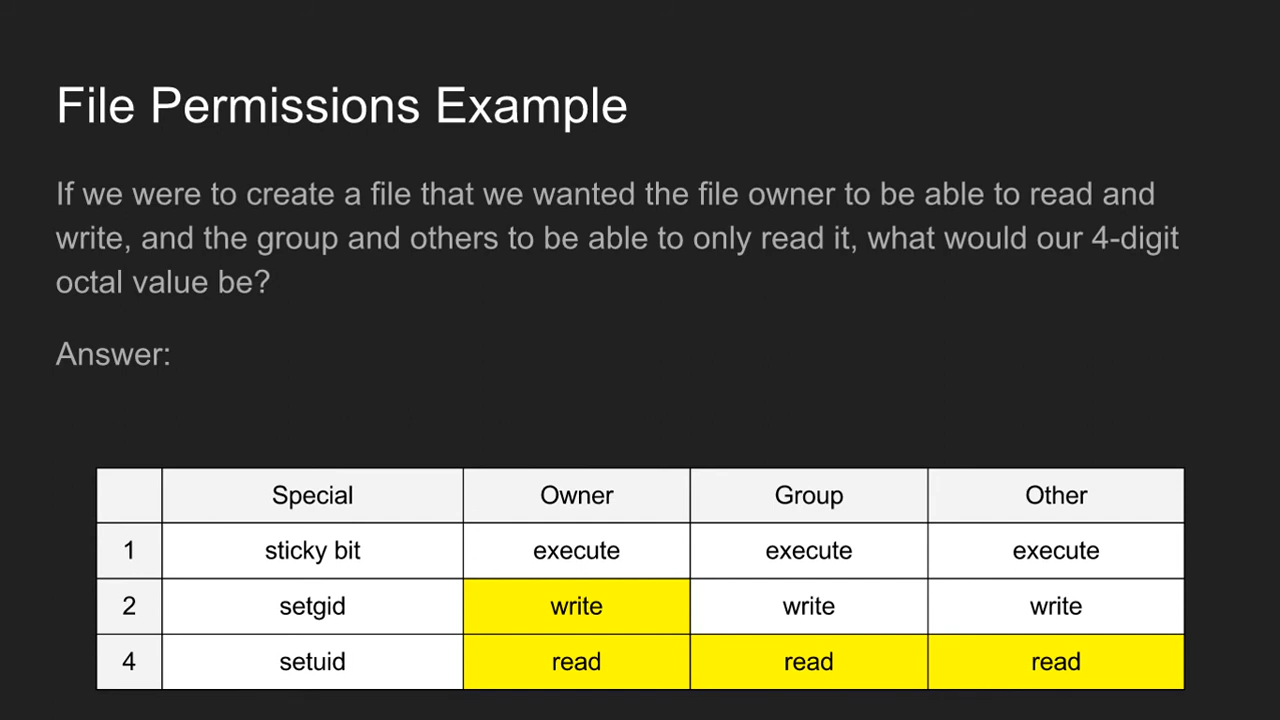 File Permissions Example
If we were to create a file that we wanted the file owner to be able to read and
write, and the group and others to be able to only read it, what would our 4-digit
octal value be?
Answer:
Special Owner Group Other
1 sticky bit execute execute execute
2 setgid write write write
4 setuid read read read